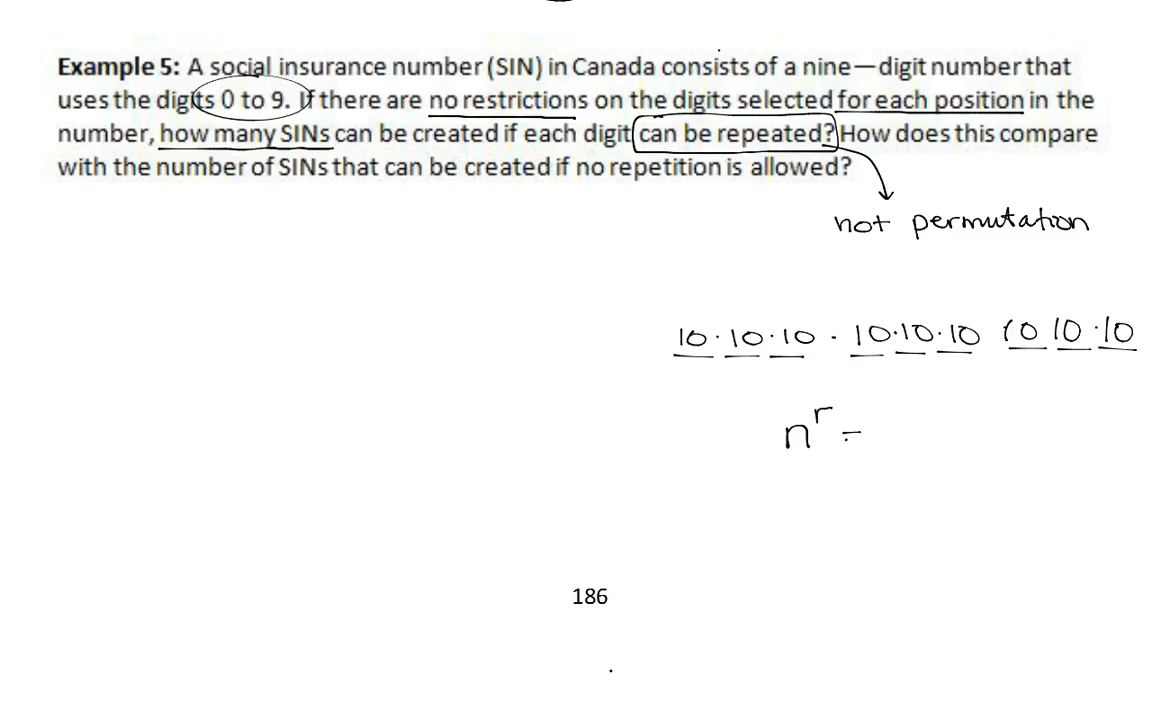 Example 5: A social insurance number (SIN) in Canada consists of a nine—digit number that
uses the digits 0 to 9. If there are no restrictions on the digits selected for each position in the
number, how many SINs can be created if each digit can be repeated? How does this compare
with the number of SINs that can be created if no repetition is allowed?
not permutation
10 · 10 · 10 · 10 · 10 · 10 10 10 · 10
n^r =
186